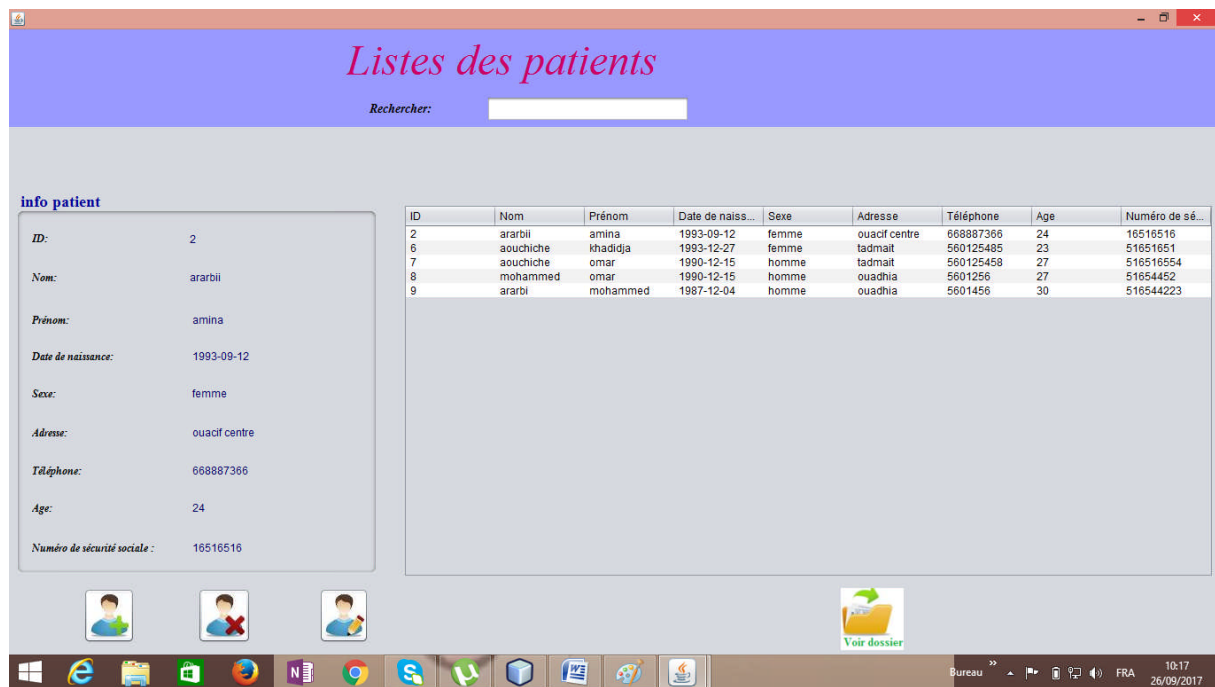 Listes des patients
Rechercher:
info patient
ID: 2
Nom: ararbii
Prénom: amina
Date de naissance: 1993-09-12
Sexe: femme
Adresse: ouacif centre
Téléphone: 668887366
Age: 24
Numéro de sécurité sociale : 16516516
ID Nom Prénom Date de naiss... Sexe Adresse Téléphone Age Numéro de sé...
2 ararbii amina 1993-09-12 femme ouacif centre 668887366 24 16516516
6 aouchiche khadidja 1993-12-27 femme tadmait 560125485 23 51651651
7 aouchiche omar 1990-12-15 homme tadmait 560125458 27 516516554
8 mohammed omar 1990-12-15 homme ouadhia 5601256 27 51654452
9 ararbi mohammed 1987-12-04 homme ouadhia 5601456 30 516544223
Voir dossier
Bureau » FRA 10:17
26/09/2017